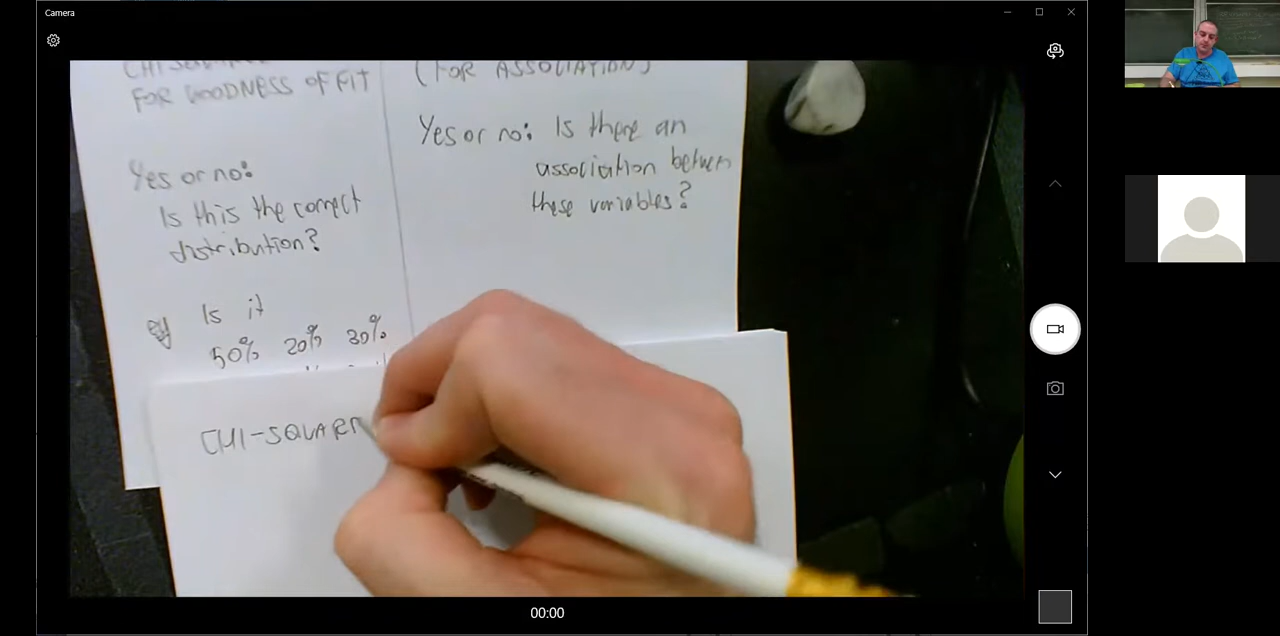 Camera
FOR GOODNESS OF FIT
Yes or no:
Is this the correct
distribution?
eg Is it
50% 20% 30%
(FOR ASSOCIATION)
Yes or no: Is there an
association between
these variables?
CHI-SQUAR
00:00